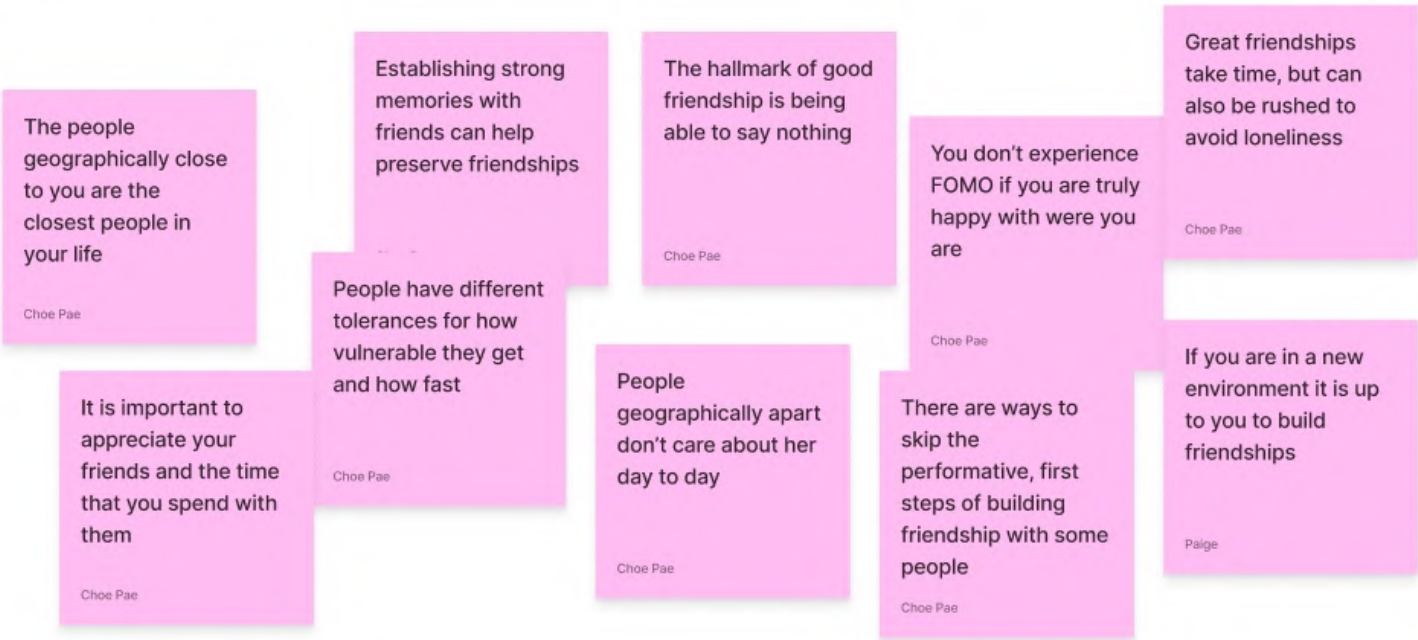 The people
geographically close
to you are the
closest people in
your life
Choe Pae
Establishing strong
memories with
friends can help
preserve friendships
The hallmark of good
friendship is being
able to say nothing
Choe Pae
You don't experience
FOMO if you are truly
happy with were you
are
Choe Pae
Great friendships
take time, but can
also be rushed to
avoid loneliness
Choe Pae
It is important to
appreciate your
friends and the time
that you spend with
them
Choe Pae
People have different
tolerances for how
vulnerable they get
and how fast
Choe Pae
People
geographically apart
don't care about her
day to day
Choe Pae
There are ways to
skip the
performative, first
steps of building
friendship with some
people
Choe Pae
If you are in a new
environment it is up
to you to build
friendships
Paige